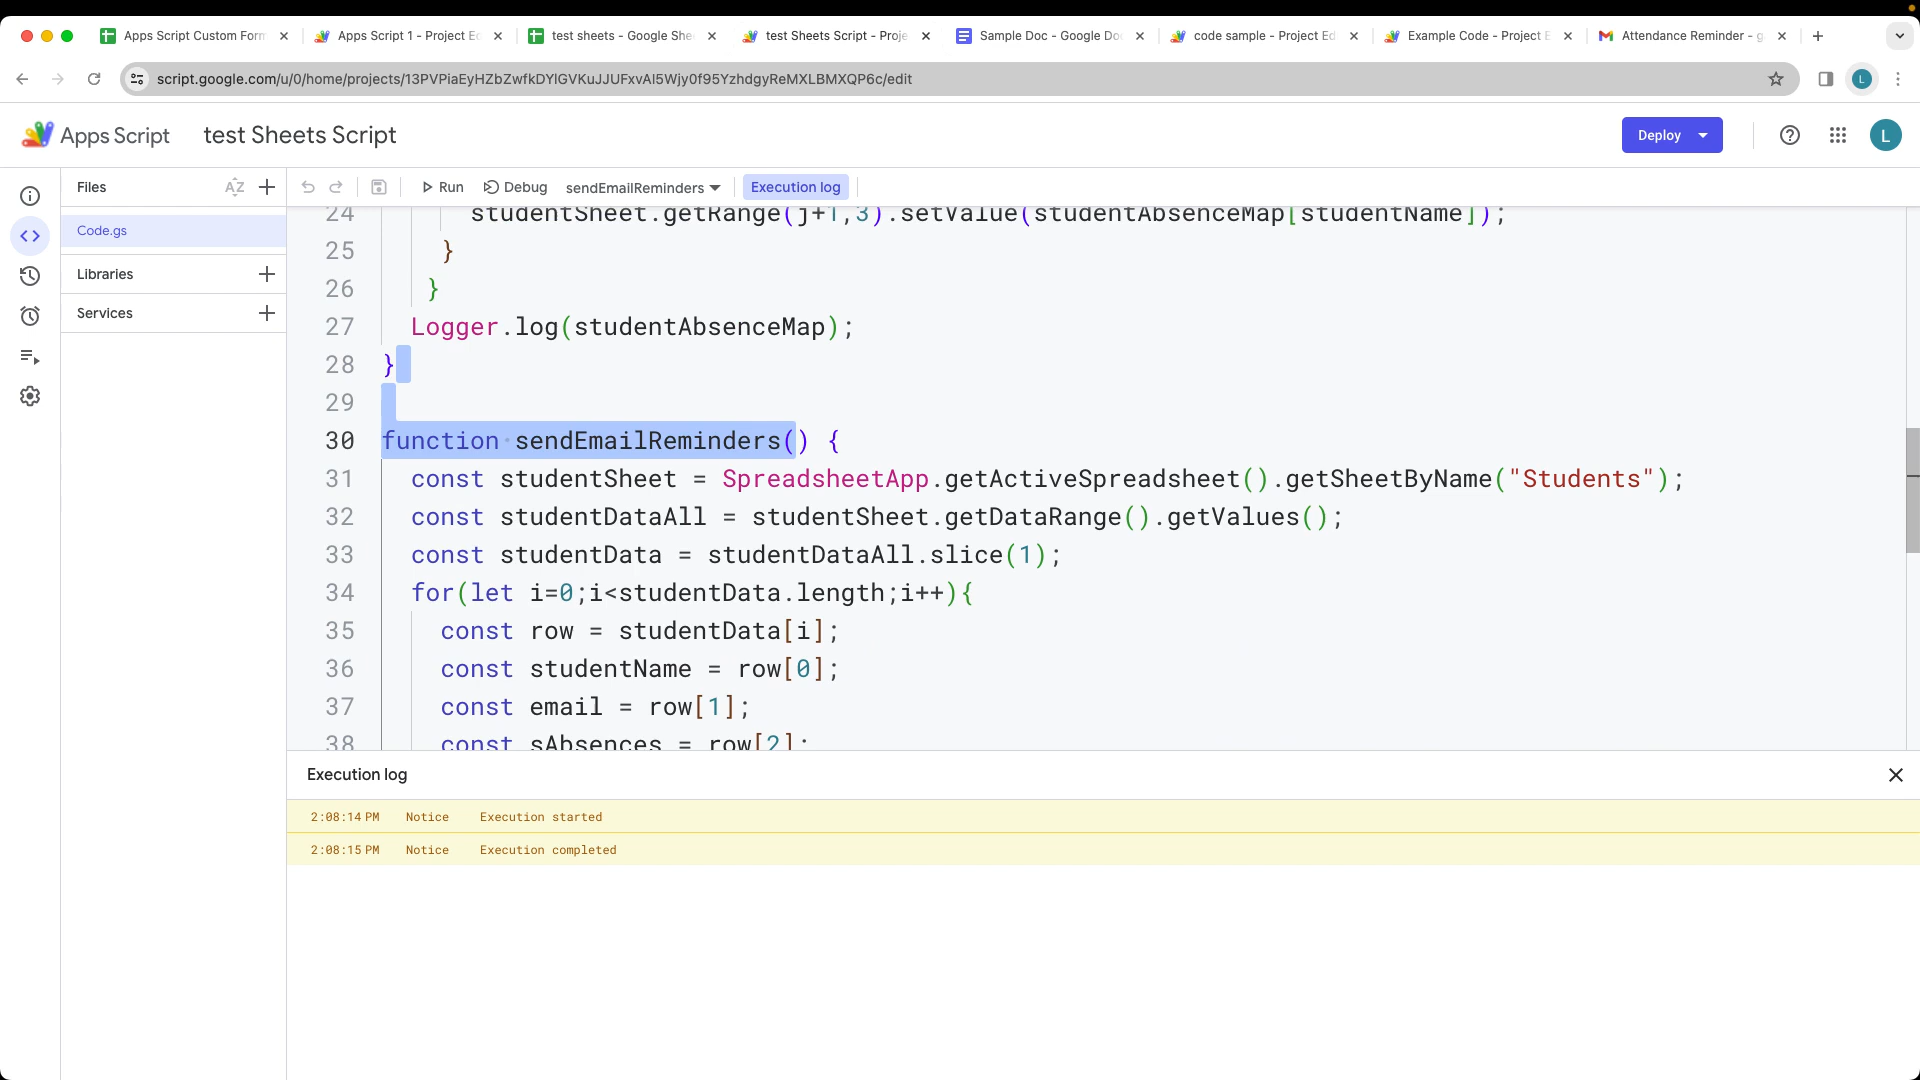 Apps Script Custom Form
Apps Script 1 - Project Ed
test sheets - Google She
test Sheets Script - Proje
Sample Doc - Google Do
code sample - Project Ed
Example Code - Project E
Attendance Reminder - g
script.google.com/u/0/home/projects/13PVPiaEyHZbZwfkDYlGVKuJJUFxvAl5Wjy0f95YzhdgyReMXLBMXQP6c/edit
L
Apps Script
test Sheets Script
Deploy
L
Files
AZ
Run
Debug
sendEmailReminders
Execution log
Code.gs
Libraries
Services
24 studentSheet.getRange(j+1,3).setValue(studentAbsenceMap[studentName]);
25 }
26 }
27 Logger.log(studentAbsenceMap);
28 }
29
30 function sendEmailReminders() {
31 const studentSheet = SpreadsheetApp.getActiveSpreadsheet().getSheetByName("Students");
32 const studentDataAll = studentSheet.getDataRange().getValues();
33 const studentData = studentDataAll.slice(1);
34 for(let i=0;i<studentData.length;i++){
35 const row = studentData[i];
36 const studentName = row[0];
37 const email = row[1];
38 const sAbsences = row[2];
Execution log
2:08:14 PM Notice Execution started
2:08:15 PM Notice Execution completed